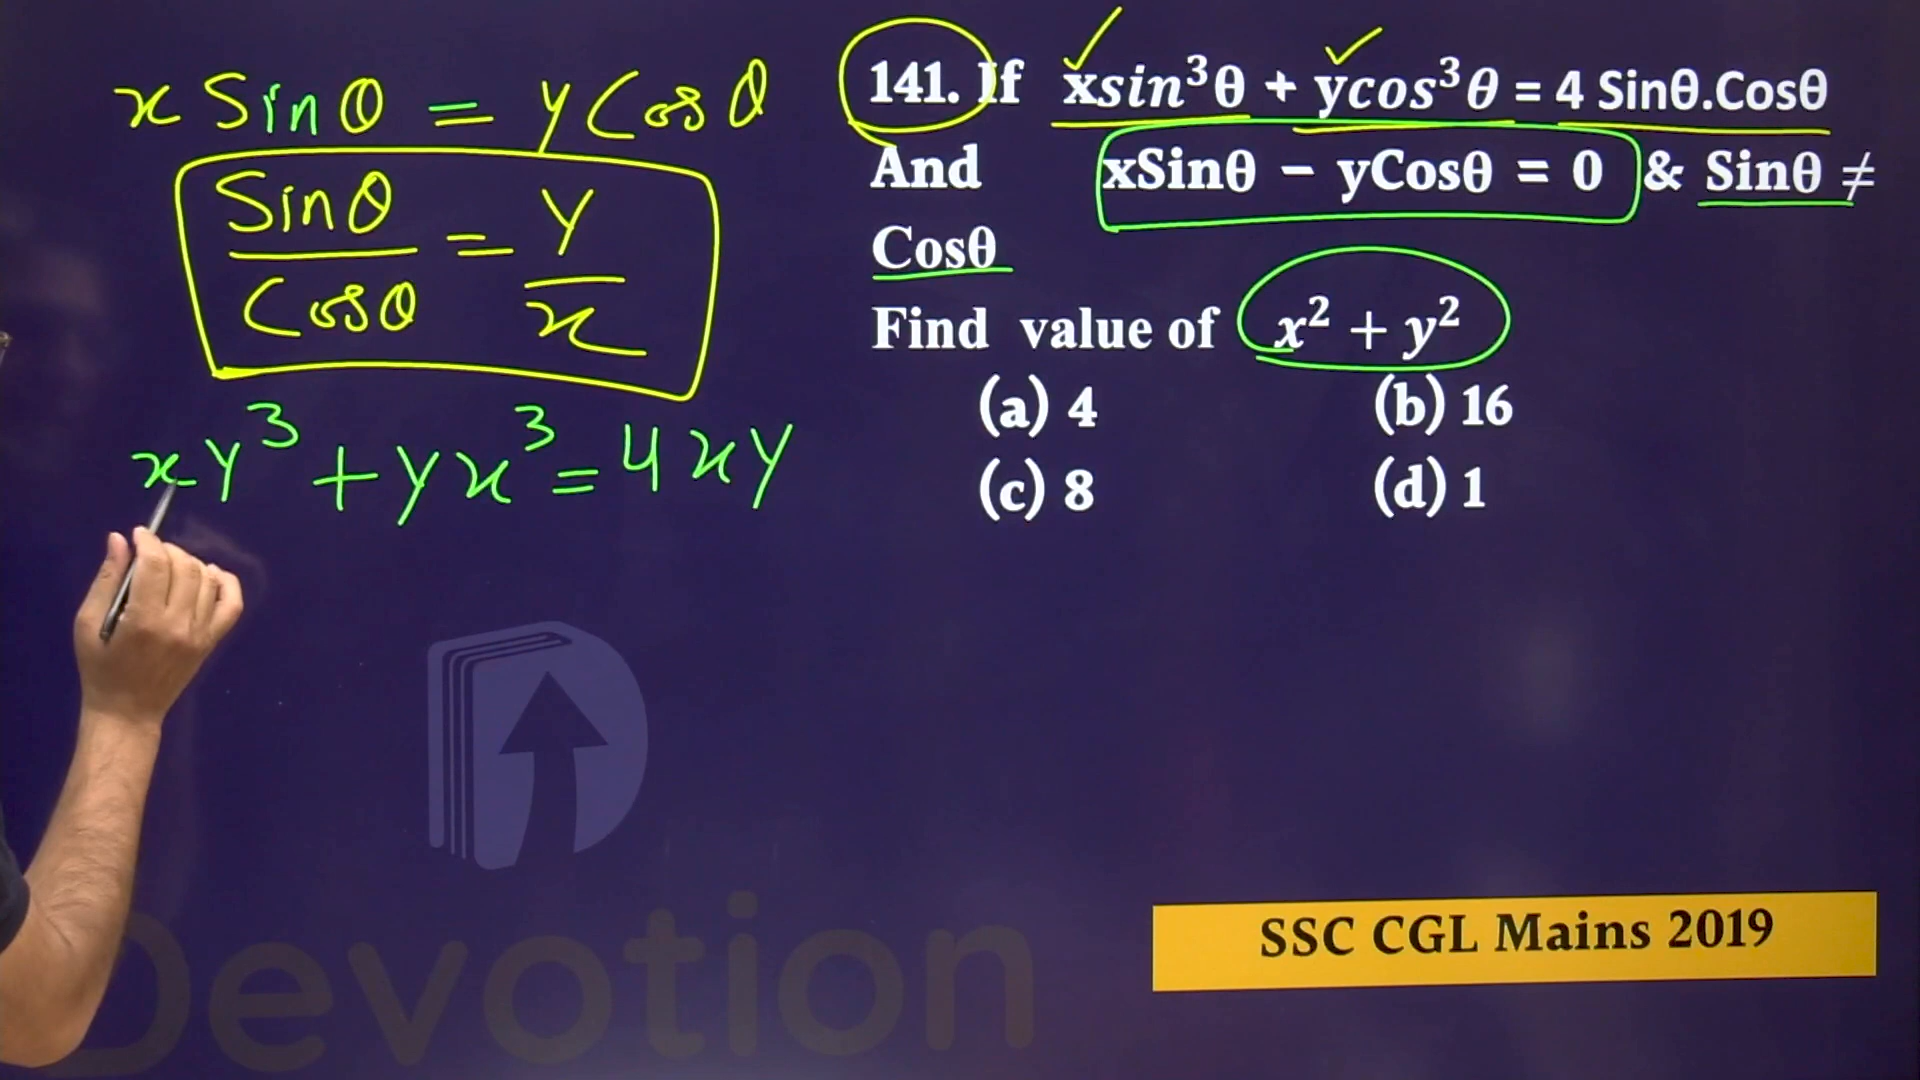 x Sinθ = y Cosθ
Sinθ/Cosθ = y/x
xy³ + yx³ = 4xy
141. If xsin³θ + ycos³θ = 4 Sinθ.Cosθ
And xSinθ − yCosθ = 0 & Sinθ ≠
Cosθ
Find value of x² + y²
(a) 4 (b) 16
(c) 8 (d) 1
SSC CGL Mains 2019
Devotion